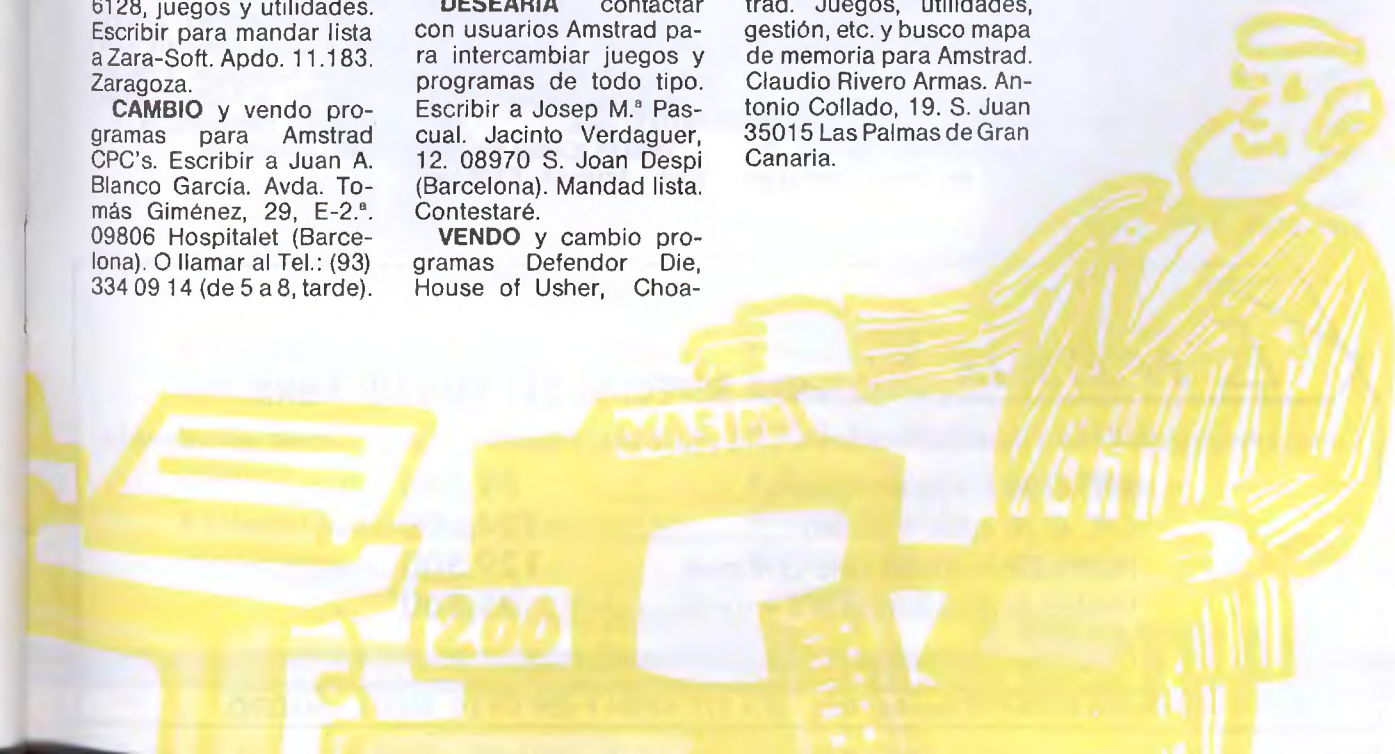 6128, juegos y utilidades.
Escribir para mandar lista
a Zara-Soft. Apdo. 11.183.
Zaragoza.
CAMBIO y vendo pro-
gramas para Amstrad
CPC's. Escribir a Juan A.
Blanco García. Avda. To-
más Giménez, 29, E-2.ª.
09806 Hospitalet (Barce-
lona). O llamar al Tel.: (93)
334 09 14 (de 5 a 8, tarde).
DESEARIA contactar
con usuarios Amstrad pa-
ra intercambiar juegos y
programas de todo tipo.
Escribir a Josep M.ª Pas-
cual. Jacinto Verdaguer,
12. 08970 S. Joan Despi
(Barcelona). Mandad lista.
Contestaré.
VENDO y cambio pro-
gramas Defendor Die,
House of Usher, Choa-
trad. Juegos, utilidades,
gestión, etc. y busco mapa
de memoria para Amstrad.
Claudio Rivero Armas. An-
tonio Collado, 19. S. Juan
35015 Las Palmas de Gran
Canaria.
OCASION
200